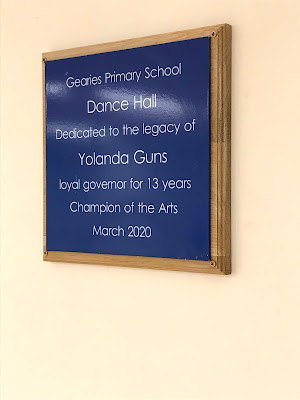 Gearies Primary School
Dance Hall
Dedicated to the legacy of
Yolanda Guns
loyal governor for 13 years
Champion of the Arts
March 2020